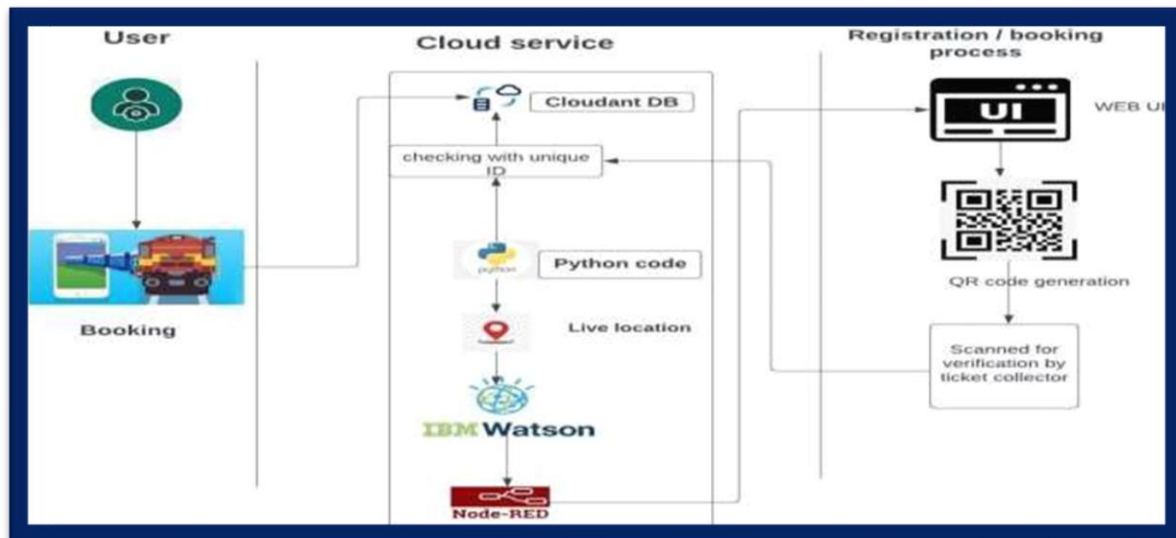 User
Booking
Cloud service
Cloudant DB
checking with unique
ID
python
Python code
Live location
IBM Watson
Node-RED
Registration / booking
process
UI
WEB UI
QR code generation
Scanned for
verification by
ticket collector